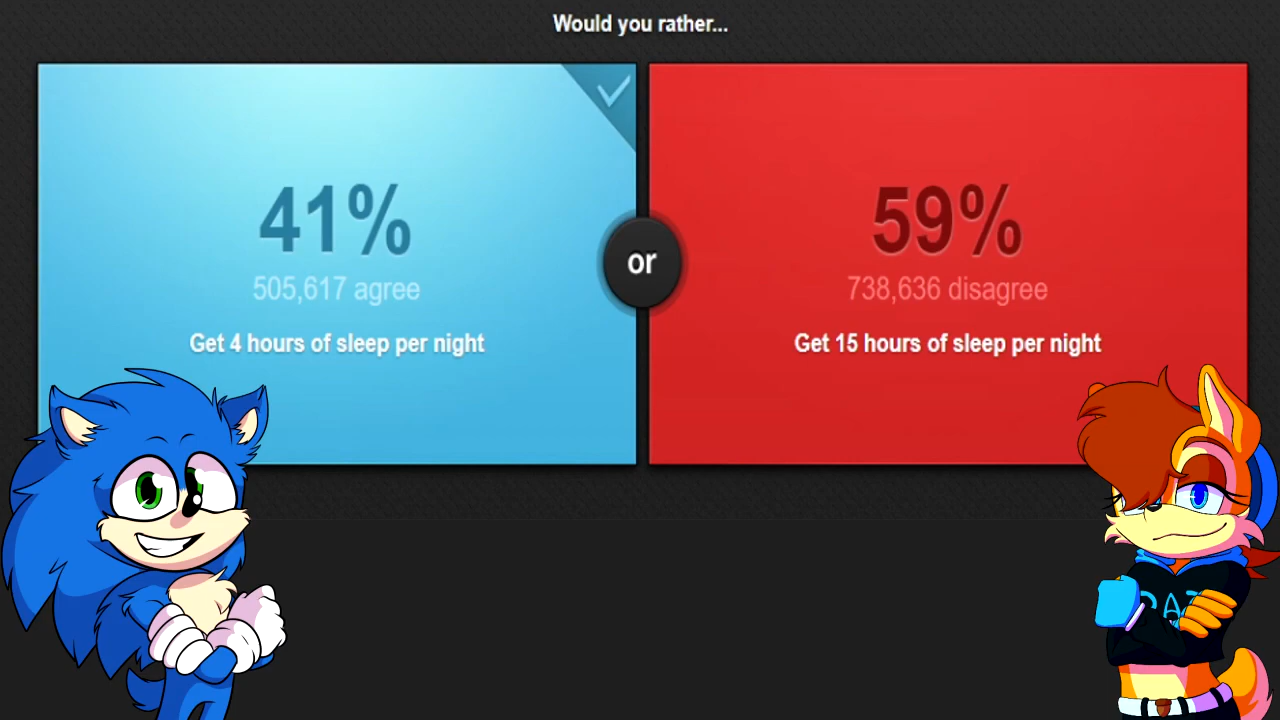 Would you rather...
41%
505,617 agree
Get 4 hours of sleep per night
or
59%
738,636 disagree
Get 15 hours of sleep per night